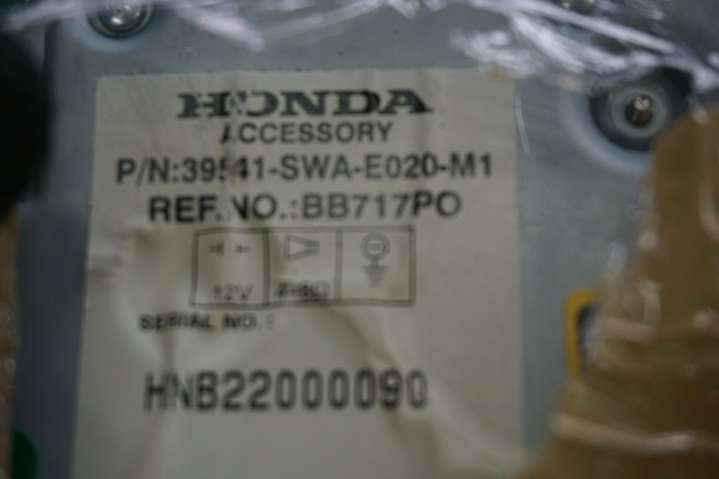 HONDA
ACCESSORY
P/N:39541-SWA-E020-M1
REF.NO.:BB717PO
12V
SERIAL NO.:
HNB22000090